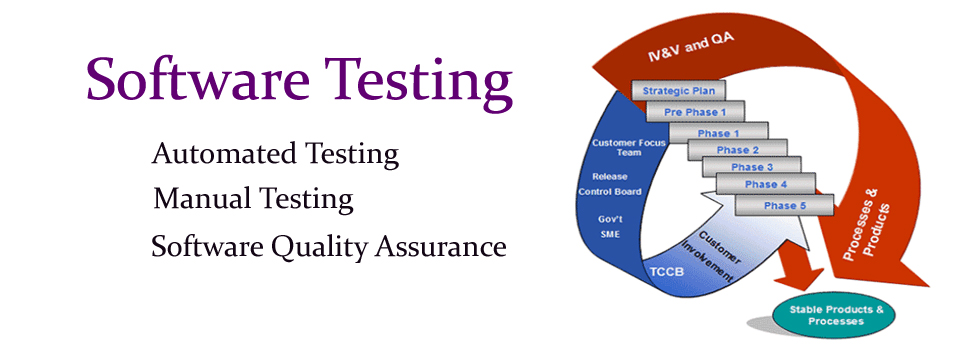 Software Testing
Automated Testing
Manual Testing
Software Quality Assurance
IV&V and QA
Strategic Plan
Pre Phase 1
Phase 1
Phase 2
Phase 3
Phase 4
Phase 5
Customer Focus
Team
Release
Control Board
Gov't
SME
TCCB
Customer
Involvement
Processes &
Products
Stable Products &
Processes